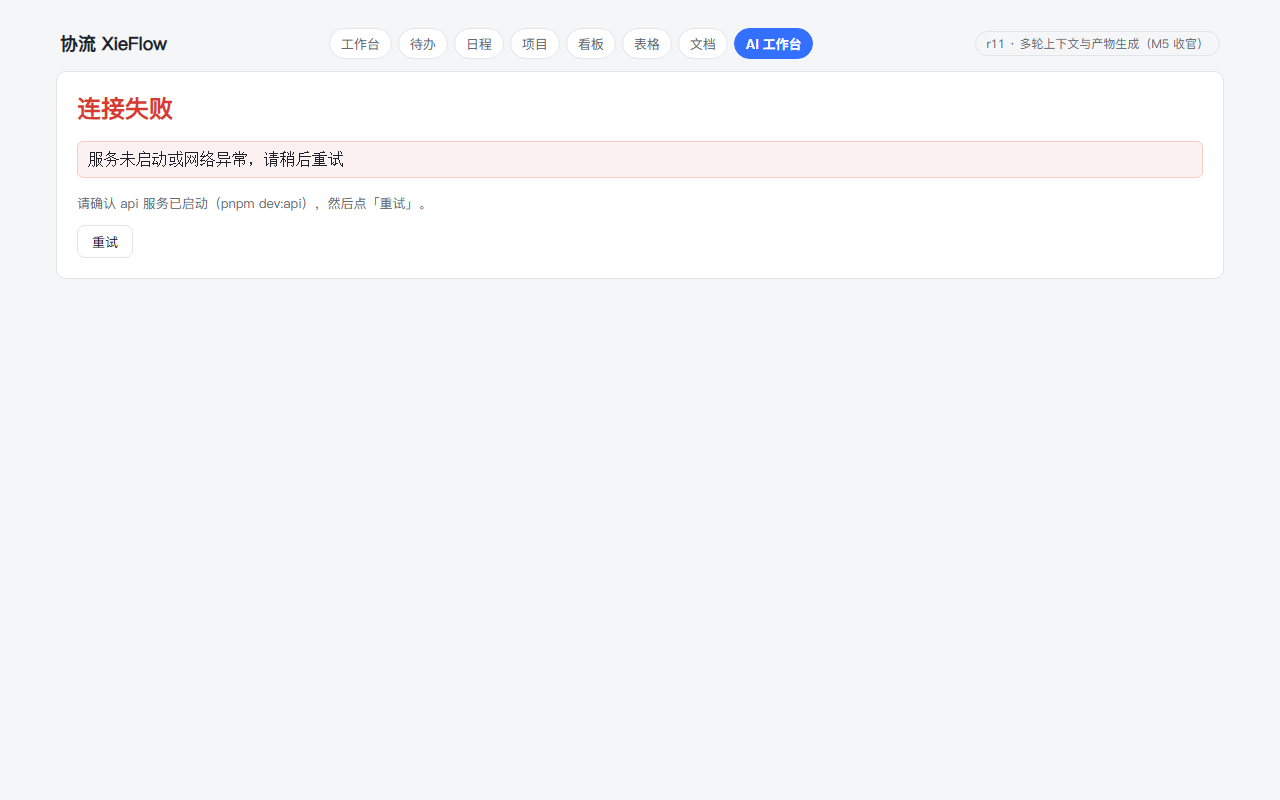 协流 XieFlow
工作台
待办
日程
项目
看板
表格
文档
AI 工作台
r11 · 多轮上下文与产物生成（M5 收官）
连接失败
服务未启动或网络异常，请稍后重试
请确认 api 服务已启动（pnpm dev:api），然后点「重试」。
重试